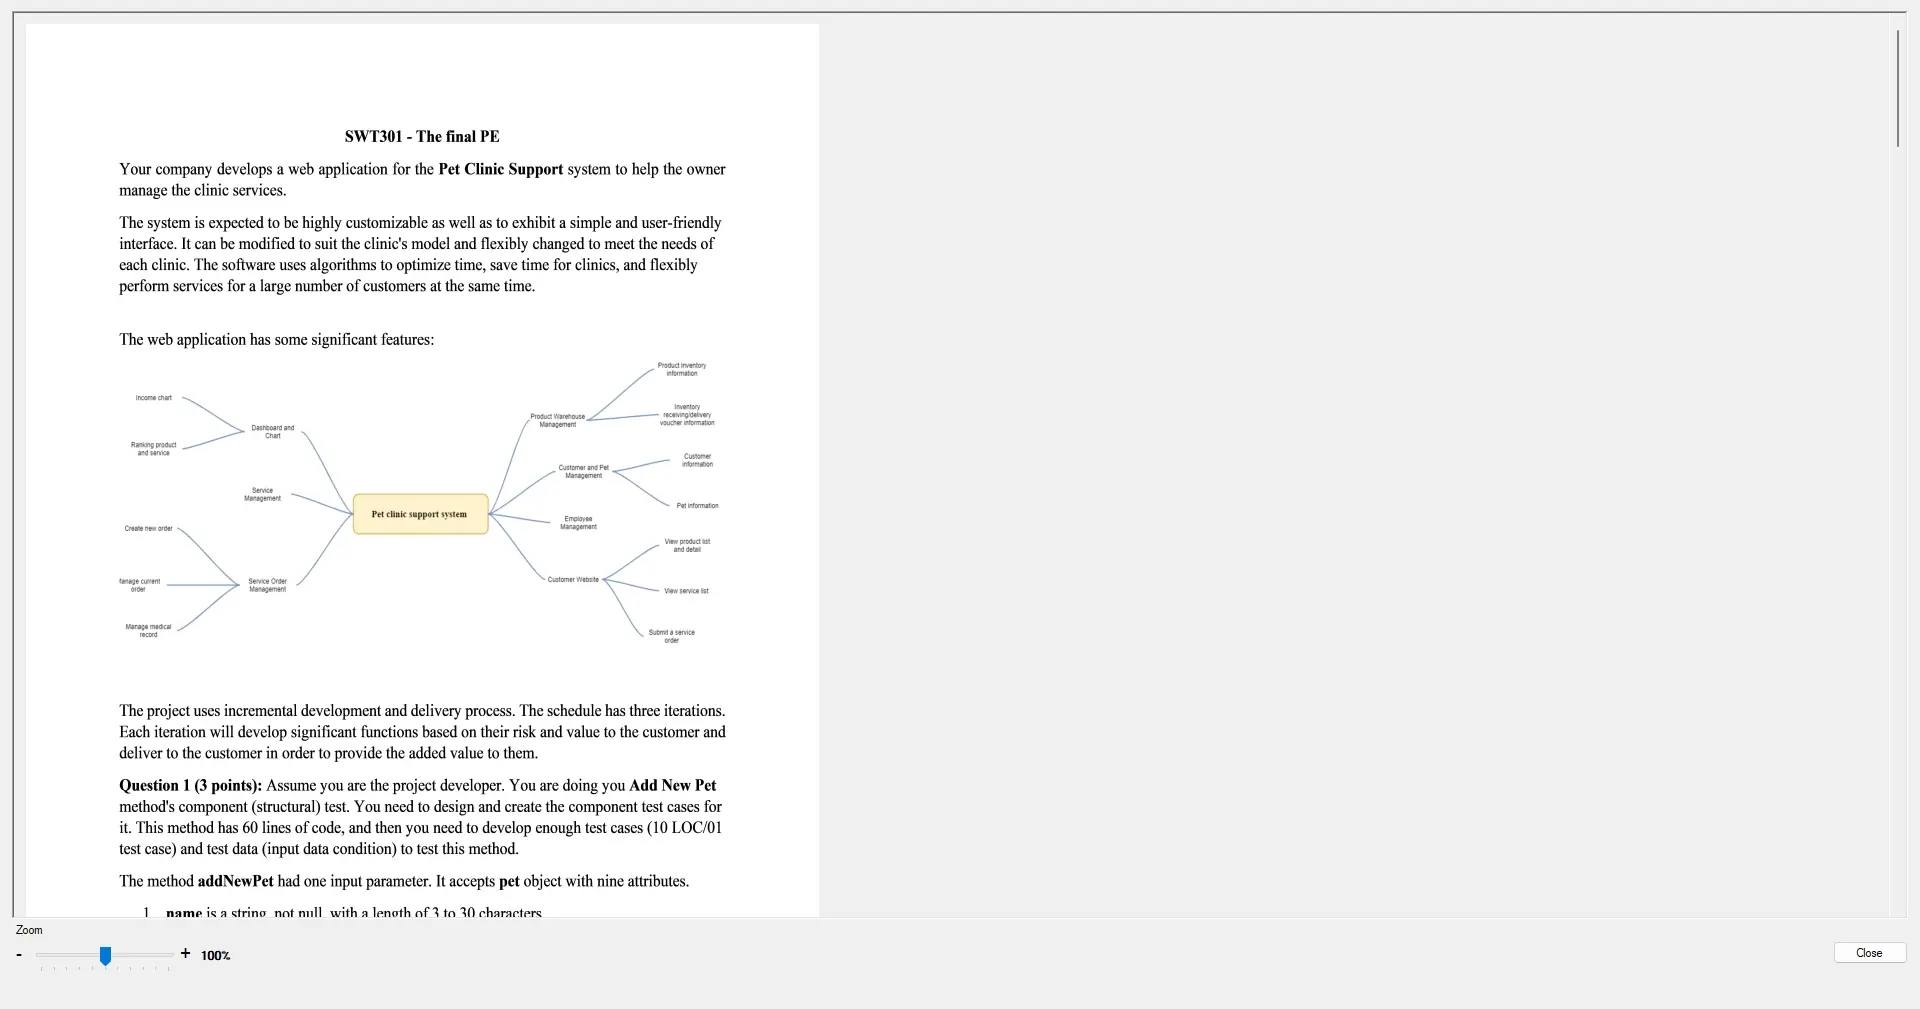 SWT301 - The final PE
Your company develops a web application for the Pet Clinic Support system to help the owner
manage the clinic services.
The system is expected to be highly customizable as well as to exhibit a simple and user-friendly
interface. It can be modified to suit the clinic's model and flexibly changed to meet the needs of
each clinic. The software uses algorithms to optimize time, save time for clinics, and flexibly
perform services for a large number of customers at the same time.
The web application has some significant features:
Income chart
Ranking product
and service
Dashboard and
Chart
Service
Management
Create new order
Manage current
order
Manage medical
record
Service Order
Management
Pet clinic support system
Product Warehouse
Management
Product inventory
information
Inventory
receiving/delivery
voucher information
Customer and Pet
Management
Customer
information
Pet information
Employee
Management
Customer Website
View product list
and detail
View service list
Submit a service
order
The project uses incremental development and delivery process. The schedule has three iterations.
Each iteration will develop significant functions based on their risk and value to the customer and
deliver to the customer in order to provide the added value to them.
Question 1 (3 points): Assume you are the project developer. You are doing you Add New Pet
method's component (structural) test. You need to design and create the component test cases for
it. This method has 60 lines of code, and then you need to develop enough test cases (10 LOC/01
test case) and test data (input data condition) to test this method.
The method addNewPet had one input parameter. It accepts pet object with nine attributes.
1. name is a string, not null, with a length of 3 to 30 characters
Zoom
- + 100%
Close